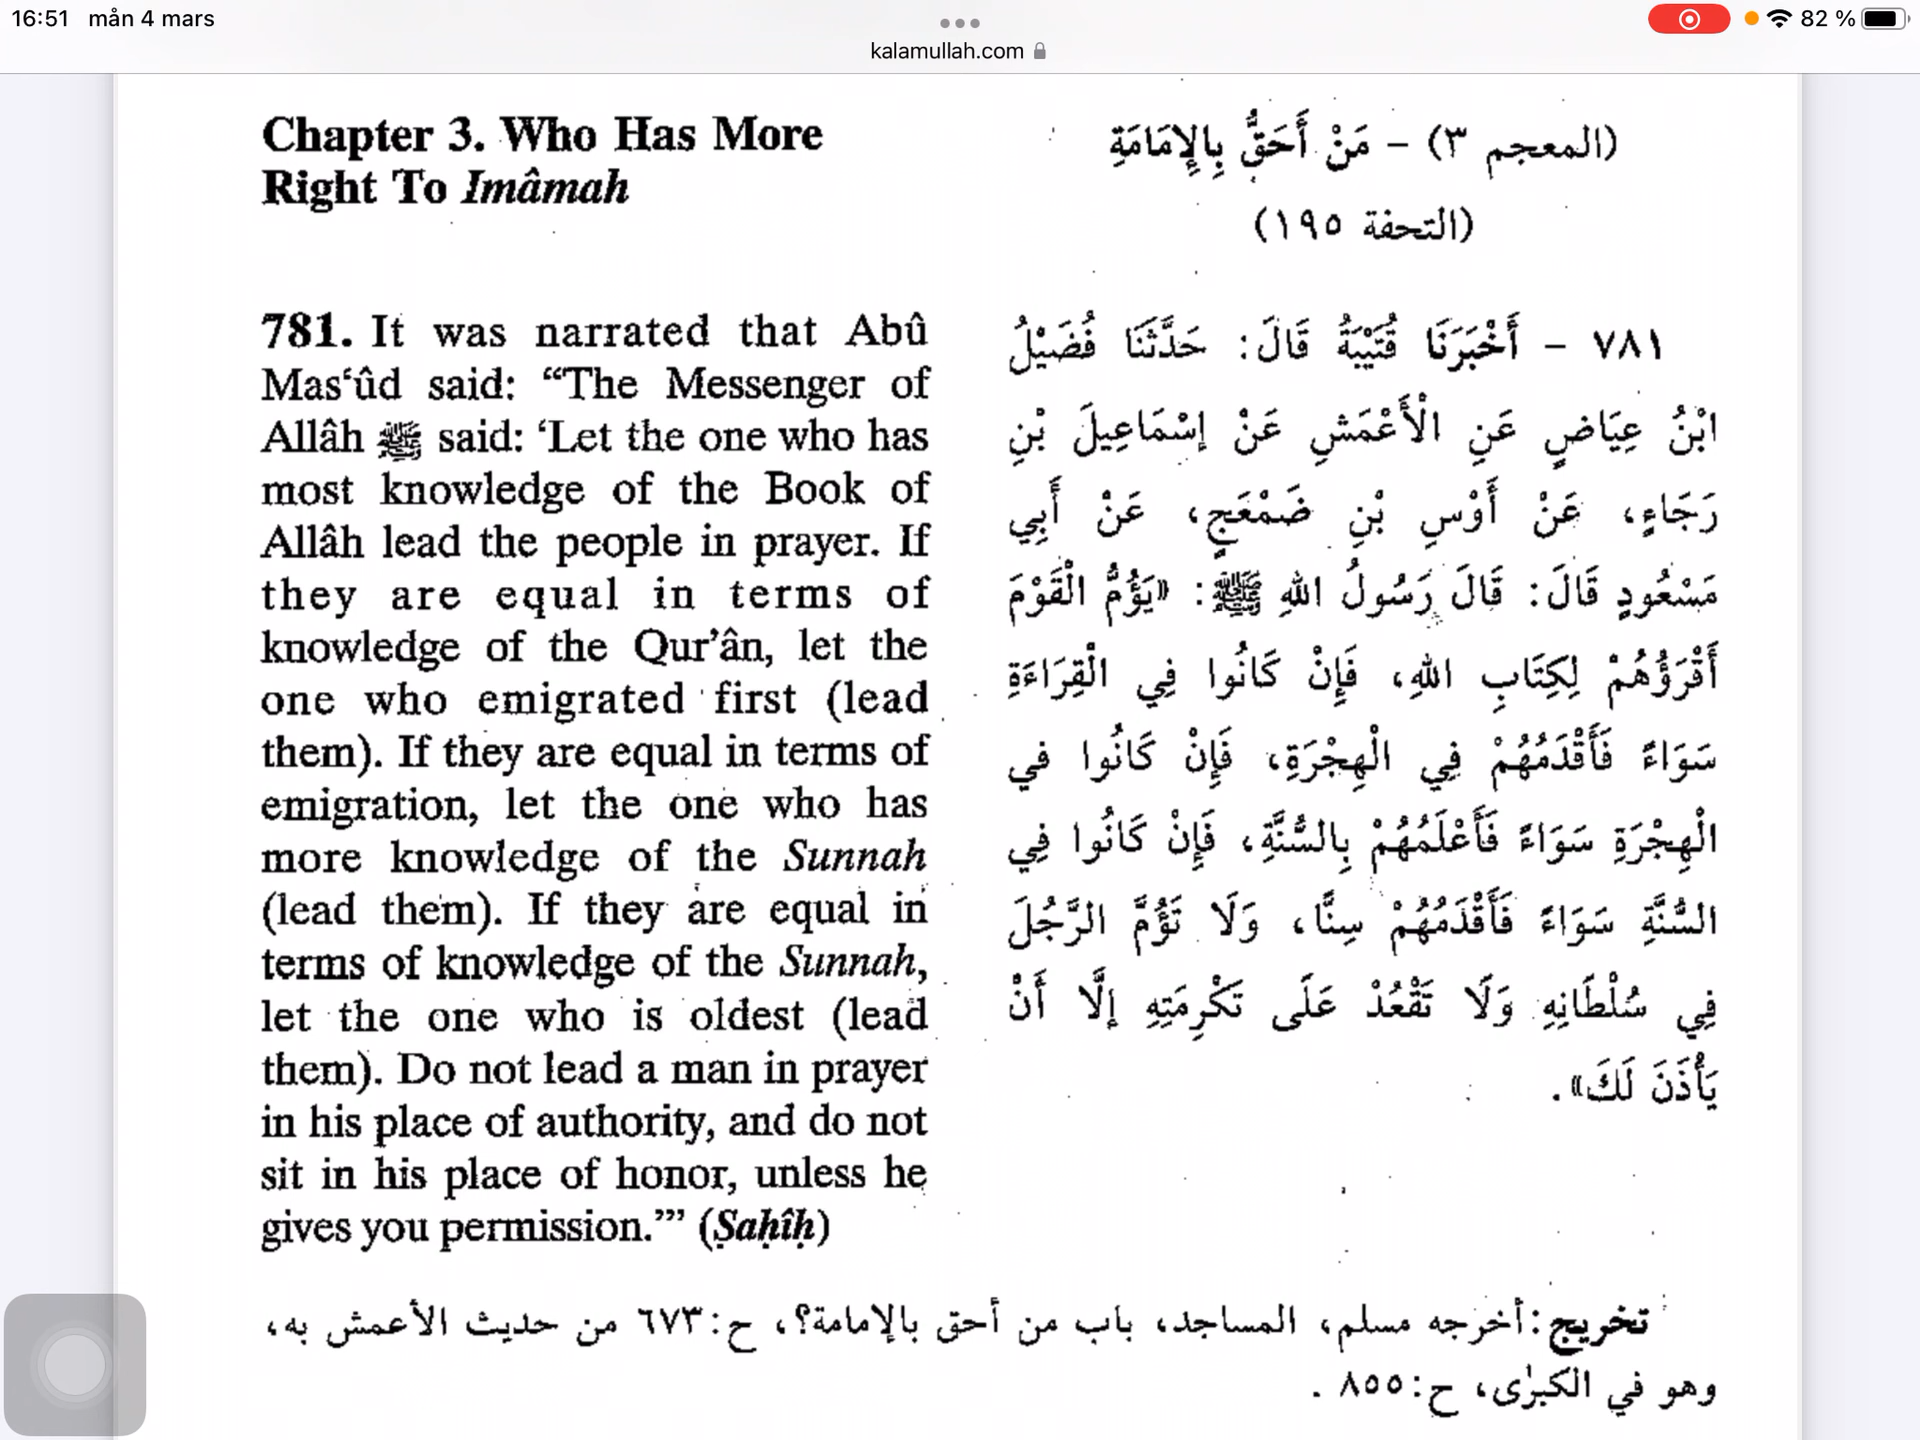 16:51 mån 4 mars
82 %
kalamullah.com
Chapter 3. Who Has More
Right To Imâmah
(المعجم ٣) – مَنْ أَحَقُّ بِالإِمَامَةِ
(التحفة ١٩٥)
781. It was narrated that Abû
Mas‘ûd said: “The Messenger of
Allâh ﷺ said: ‘Let the one who has
most knowledge of the Book of
Allâh lead the people in prayer. If
they are equal in terms of
knowledge of the Qur’ân, let the
one who emigrated first (lead
them). If they are equal in terms of
emigration, let the one who has
more knowledge of the Sunnah
(lead them). If they are equal in
terms of knowledge of the Sunnah,
let the one who is oldest (lead
them). Do not lead a man in prayer
in his place of authority, and do not
sit in his place of honor, unless he
gives you permission.’” (Ṣaḥîḥ)
٧٨١ – أَخْبَرَنَا قُتَيْبَةُ قَالَ: حَدَّثَنَا فُضَيْلُ
ابْنُ عِيَاضٍ عَنِ الْأَعْمَشِ عَنْ إِسْمَاعِيلَ بْنِ
رَجَاءٍ، عَنْ أَوْسِ بْنِ ضَمْعَجٍ، عَنْ أَبِي
مَسْعُودٍ قَالَ: قَالَ رَسُولُ اللهِ ﷺ: «يَؤُمُّ الْقَوْمَ
أَقْرَؤُهُمْ لِكِتَابِ اللهِ، فَإِنْ كَانُوا فِي الْقِرَاءَةِ
سَوَاءً فَأَقْدَمُهُمْ فِي الْهِجْرَةِ، فَإِنْ كَانُوا في
الْهِجْرَةِ سَوَاءً فَأَعْلَمُهُمْ بِالسُّنَّةِ، فَإِنْ كَانُوا فِي
السُّنَّةِ سَوَاءً فَأَقْدَمُهُمْ سِنًّا، وَلَا تَؤُمَّ الرَّجُلَ
فِي سُلْطَانِهِ وَلَا تَقْعُدْ عَلَى تَكْرِمَتِهِ إِلَّا أَنْ
يَأْذَنَ لَكَ».
تخريج: أخرجه مسلم، المساجد، باب من أحق بالإمامة؟، ح:٦٧٣ من حديث الأعمش به،
وهو في الكبرٰى، ح:٨٥٥ .